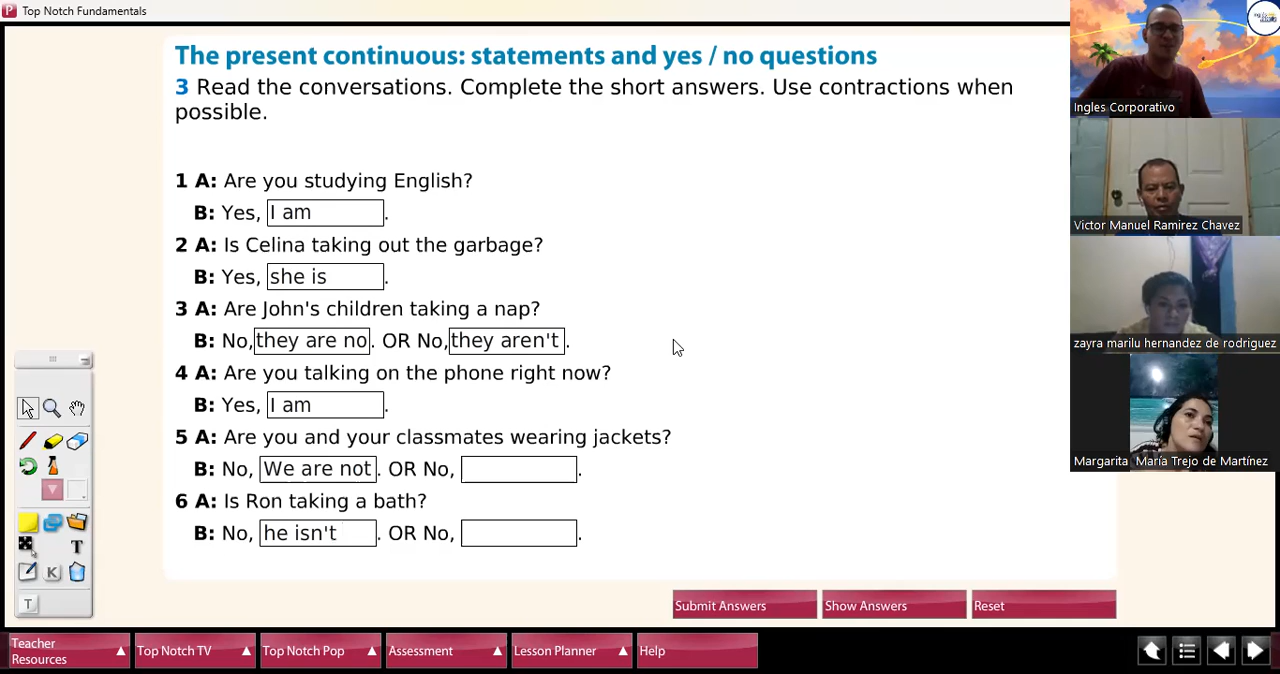 Top Notch Fundamentals
The present continuous: statements and yes / no questions
3 Read the conversations. Complete the short answers. Use contractions when
possible.
1 A: Are you studying English?
B: Yes, I am.
2 A: Is Celina taking out the garbage?
B: Yes, she is.
3 A: Are John's children taking a nap?
B: No, they are no. OR No, they aren't.
4 A: Are you talking on the phone right now?
B: Yes, I am.
5 A: Are you and your classmates wearing jackets?
B: No, We are not. OR No, .
6 A: Is Ron taking a bath?
B: No, he isn't. OR No, .
Submit Answers
Show Answers
Reset
Teacher
Resources
Top Notch TV
Top Notch Pop
Assessment
Lesson Planner
Help
T
K
T
Ingles Corporativo
Victor Manuel Ramirez Chavez
zayra marilu hernandez de rodriguez
Margarita María Trejo de Martínez